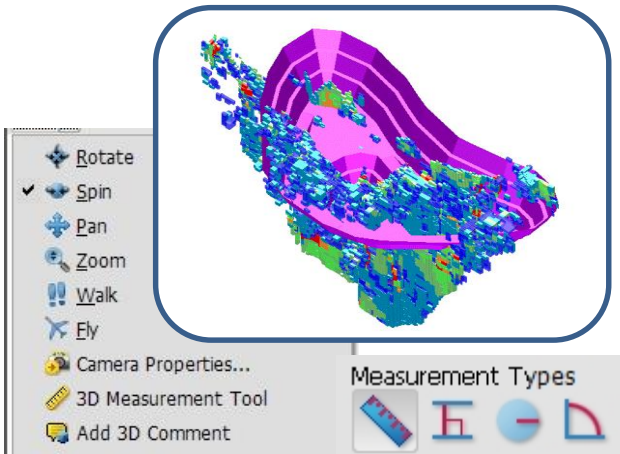 Rotate
Spin
Pan
Zoom
Walk
Fly
Camera Properties...
3D Measurement Tool
Add 3D Comment
Measurement Types